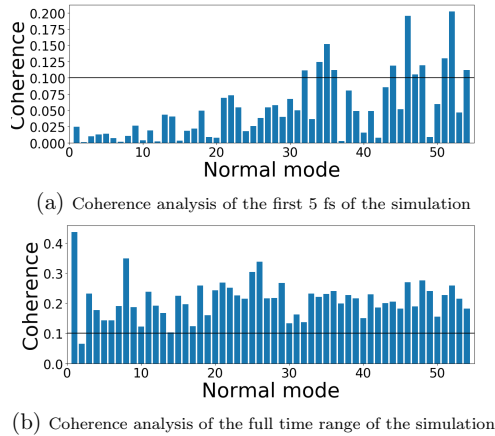 0.200
0.175
0.150
0.125
0.100
0.075
0.050
0.025
0.000
Coherence
0 10 20 30 40 50
Normal mode
(a) Coherence analysis of the first 5 fs of the simulation
0.4
0.3
0.2
0.1
0.0
Coherence
0 10 20 30 40 50
Normal mode
(b) Coherence analysis of the full time range of the simulation